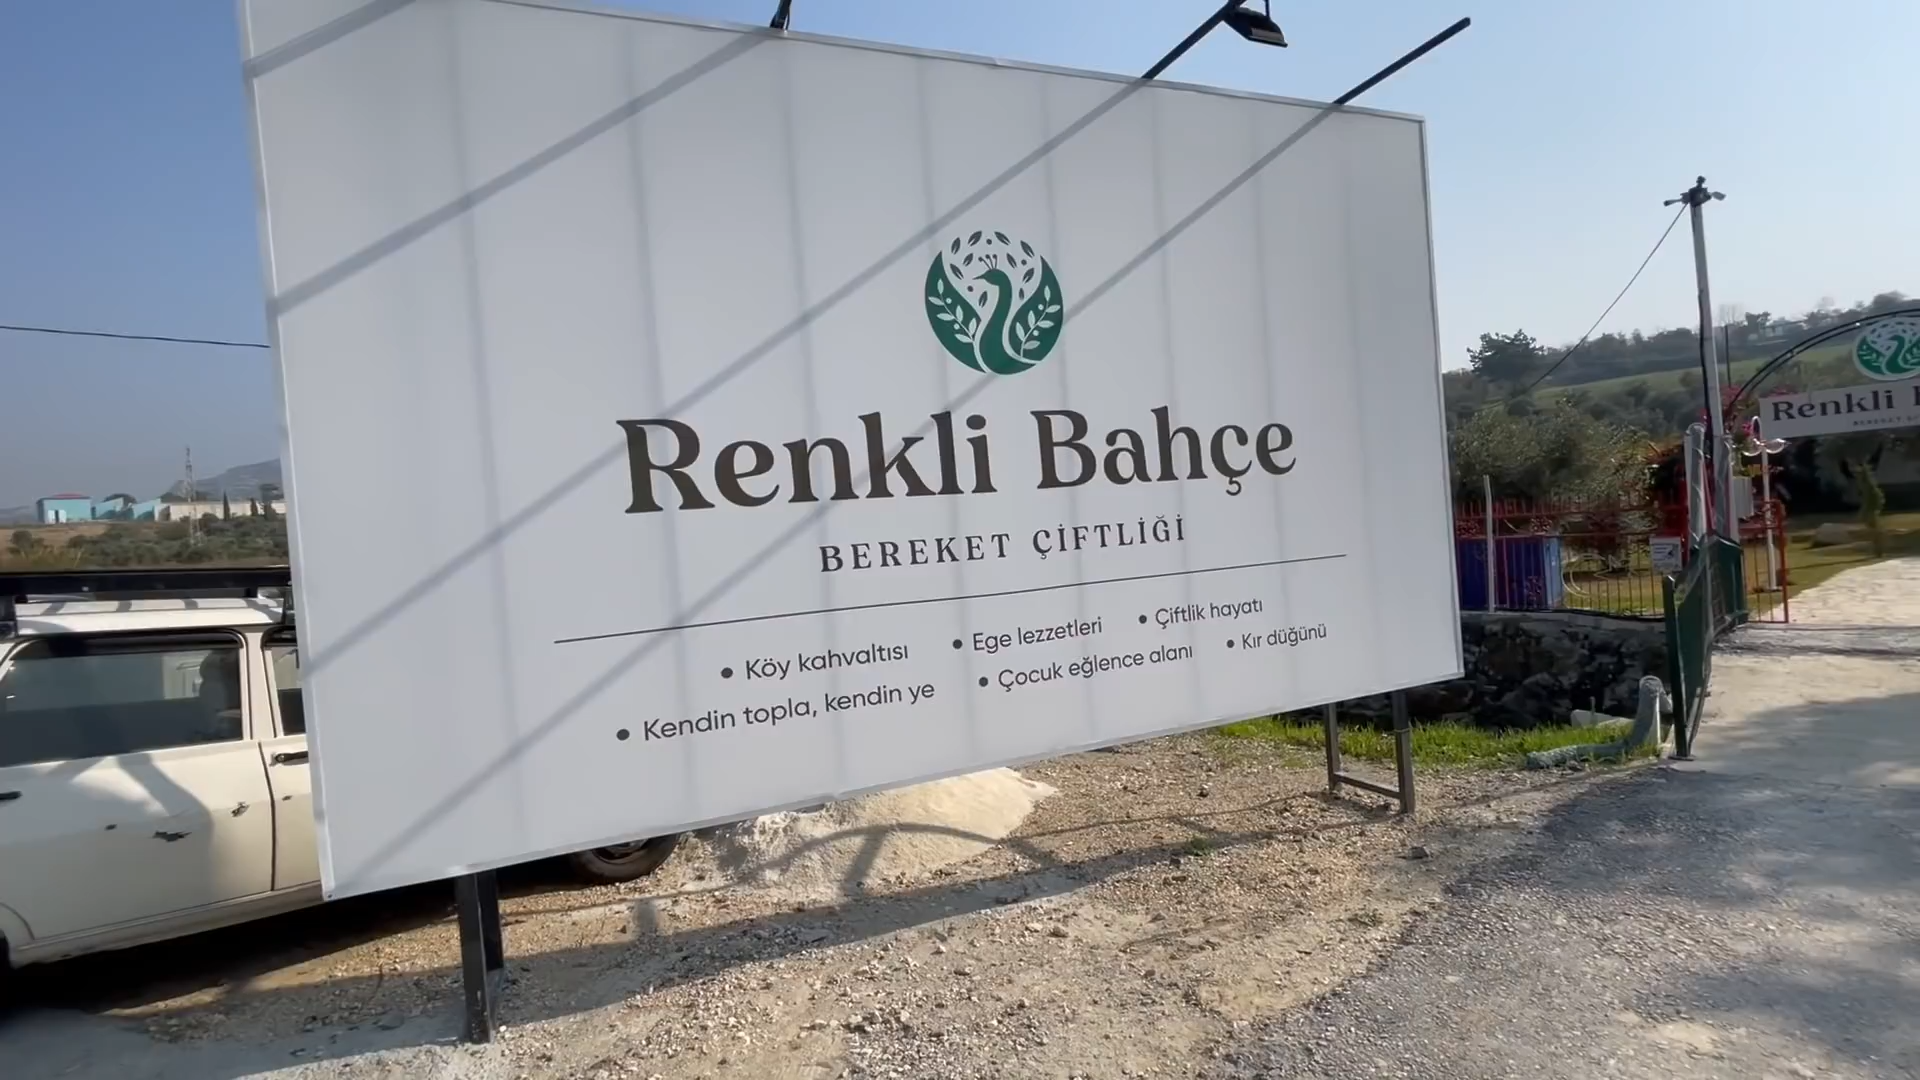 Renkli Bahçe
BEREKET ÇİFTLİĞİ
• Köy kahvaltısı • Ege lezzetleri • Çiftlik hayatı
• Kendin topla, kendin ye • Çocuk eğlence alanı • Kır düğünü
Renkli